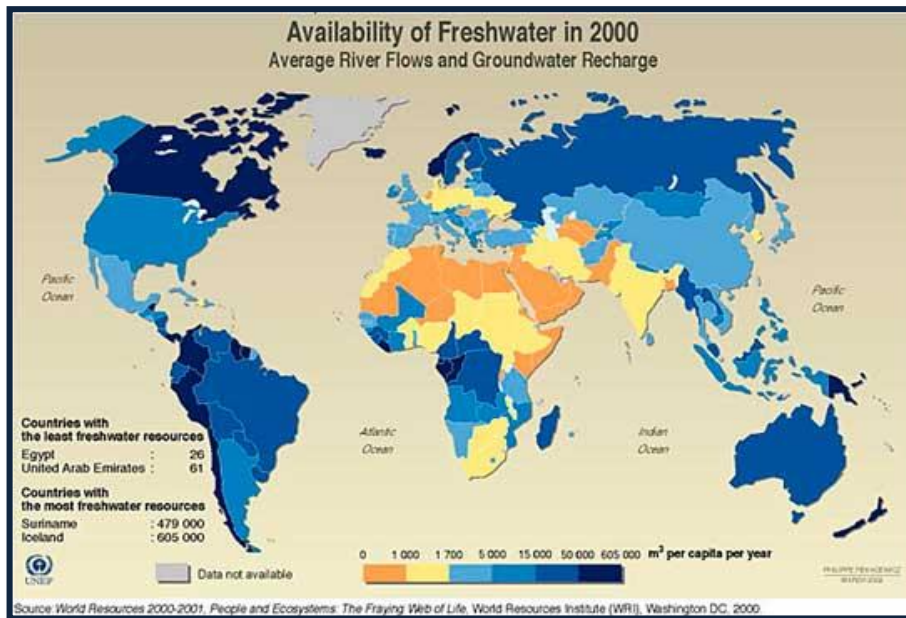 Availability of Freshwater in 2000
Average River Flows and Groundwater Recharge
Pacific
Ocean
Pacific
Ocean
Atlantic
Ocean
Indian
Ocean
Countries with
the least freshwater resources
Egypt : 26
United Arab Emirates : 61
Countries with
the most freshwater resources
Suriname : 479 000
Iceland : 605 000
0 1 000 1 700 5 000 15 000 50 000 605 000 m³ per capita per year
UNEP
Data not available
PHILIPPE REKACEWICZ
Source: World Resources 2000-2001, People and Ecosystems: The Fraying Web of Life, World Resources Institute (WRI), Washington DC, 2000.